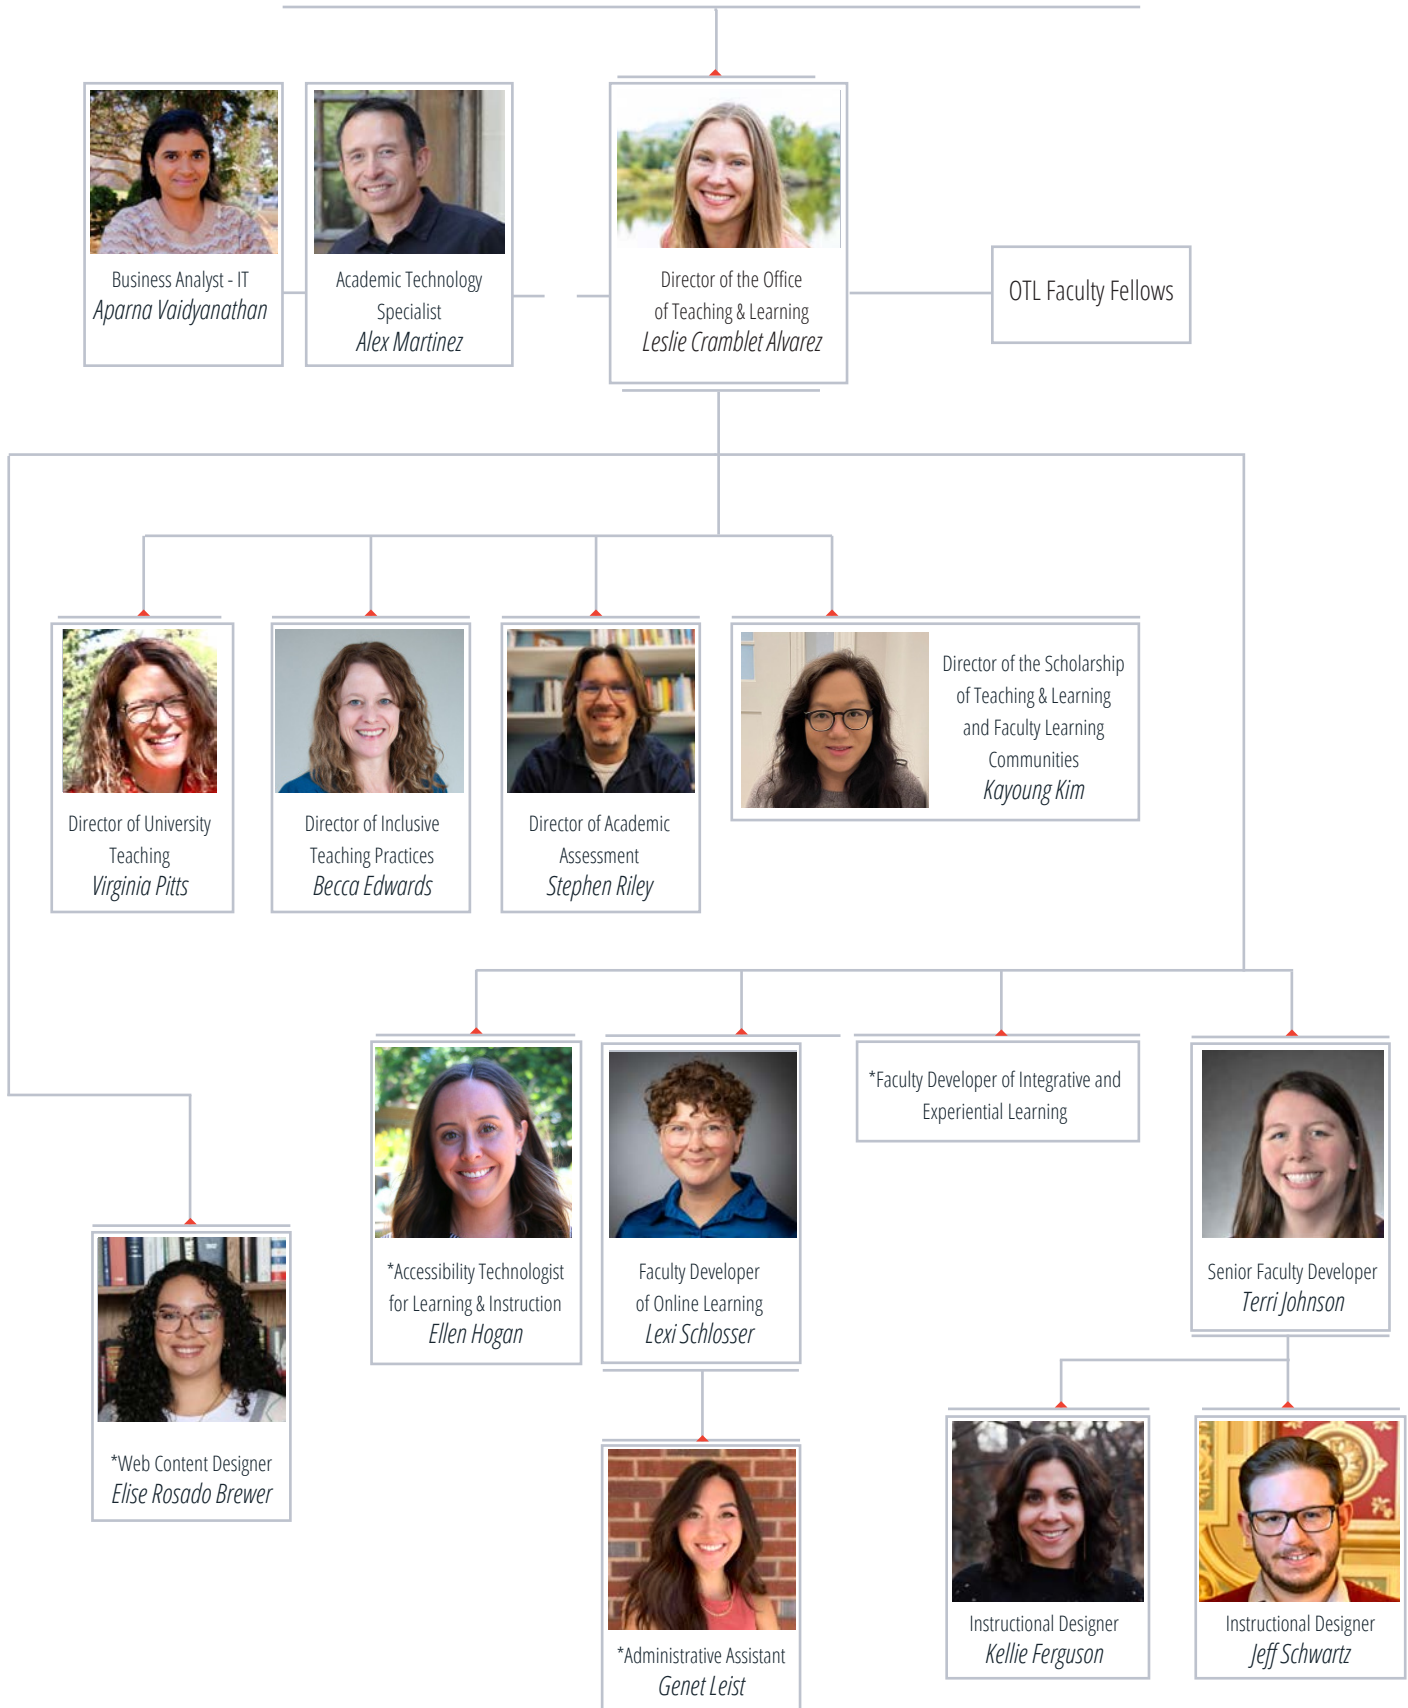 Business Analyst - IT
Aparna Vaidyanathan
Academic Technology
Specialist
Alex Martinez
Director of the Office
of Teaching & Learning
Leslie Cramblet Alvarez
OTL Faculty Fellows
Director of University
Teaching
Virginia Pitts
Director of Inclusive
Teaching Practices
Becca Edwards
Director of Academic
Assessment
Stephen Riley
Director of the Scholarship
of Teaching & Learning
and Faculty Learning
Communities
Kayoung Kim
*Accessibility Technologist
for Learning & Instruction
Ellen Hogan
Faculty Developer
of Online Learning
Lexi Schlosser
*Faculty Developer of Integrative and
Experiential Learning
Senior Faculty Developer
Terri Johnson
*Web Content Designer
Elise Rosado Brewer
*Administrative Assistant
Genet Leist
Instructional Designer
Kellie Ferguson
Instructional Designer
Jeff Schwartz